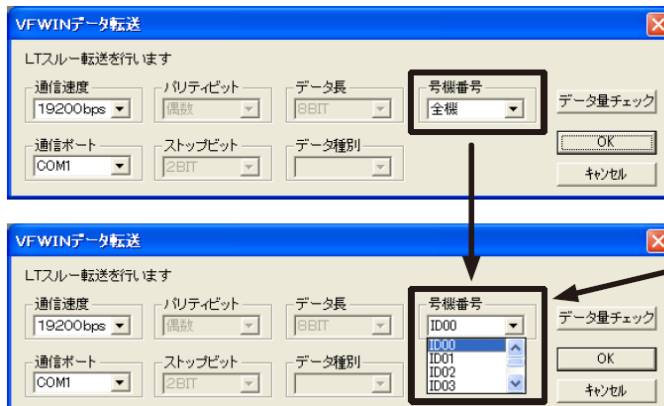 VFWINデータ転送
LTスルー転送を行います
通信速度 パリティビット データ長 号機番号
19200bps 偶数 8BIT 全機 データ量チェック
通信ポート ストップビット データ種別 OK
COM1 2BIT キャンセル
VFWINデータ転送
LTスルー転送を行います
通信速度 パリティビット データ長 号機番号
19200bps 偶数 8BIT ID00 データ量チェック
ID00
ID01
通信ポート ストップビット データ種別 ID02 OK
COM1 2BIT ID03 キャンセル